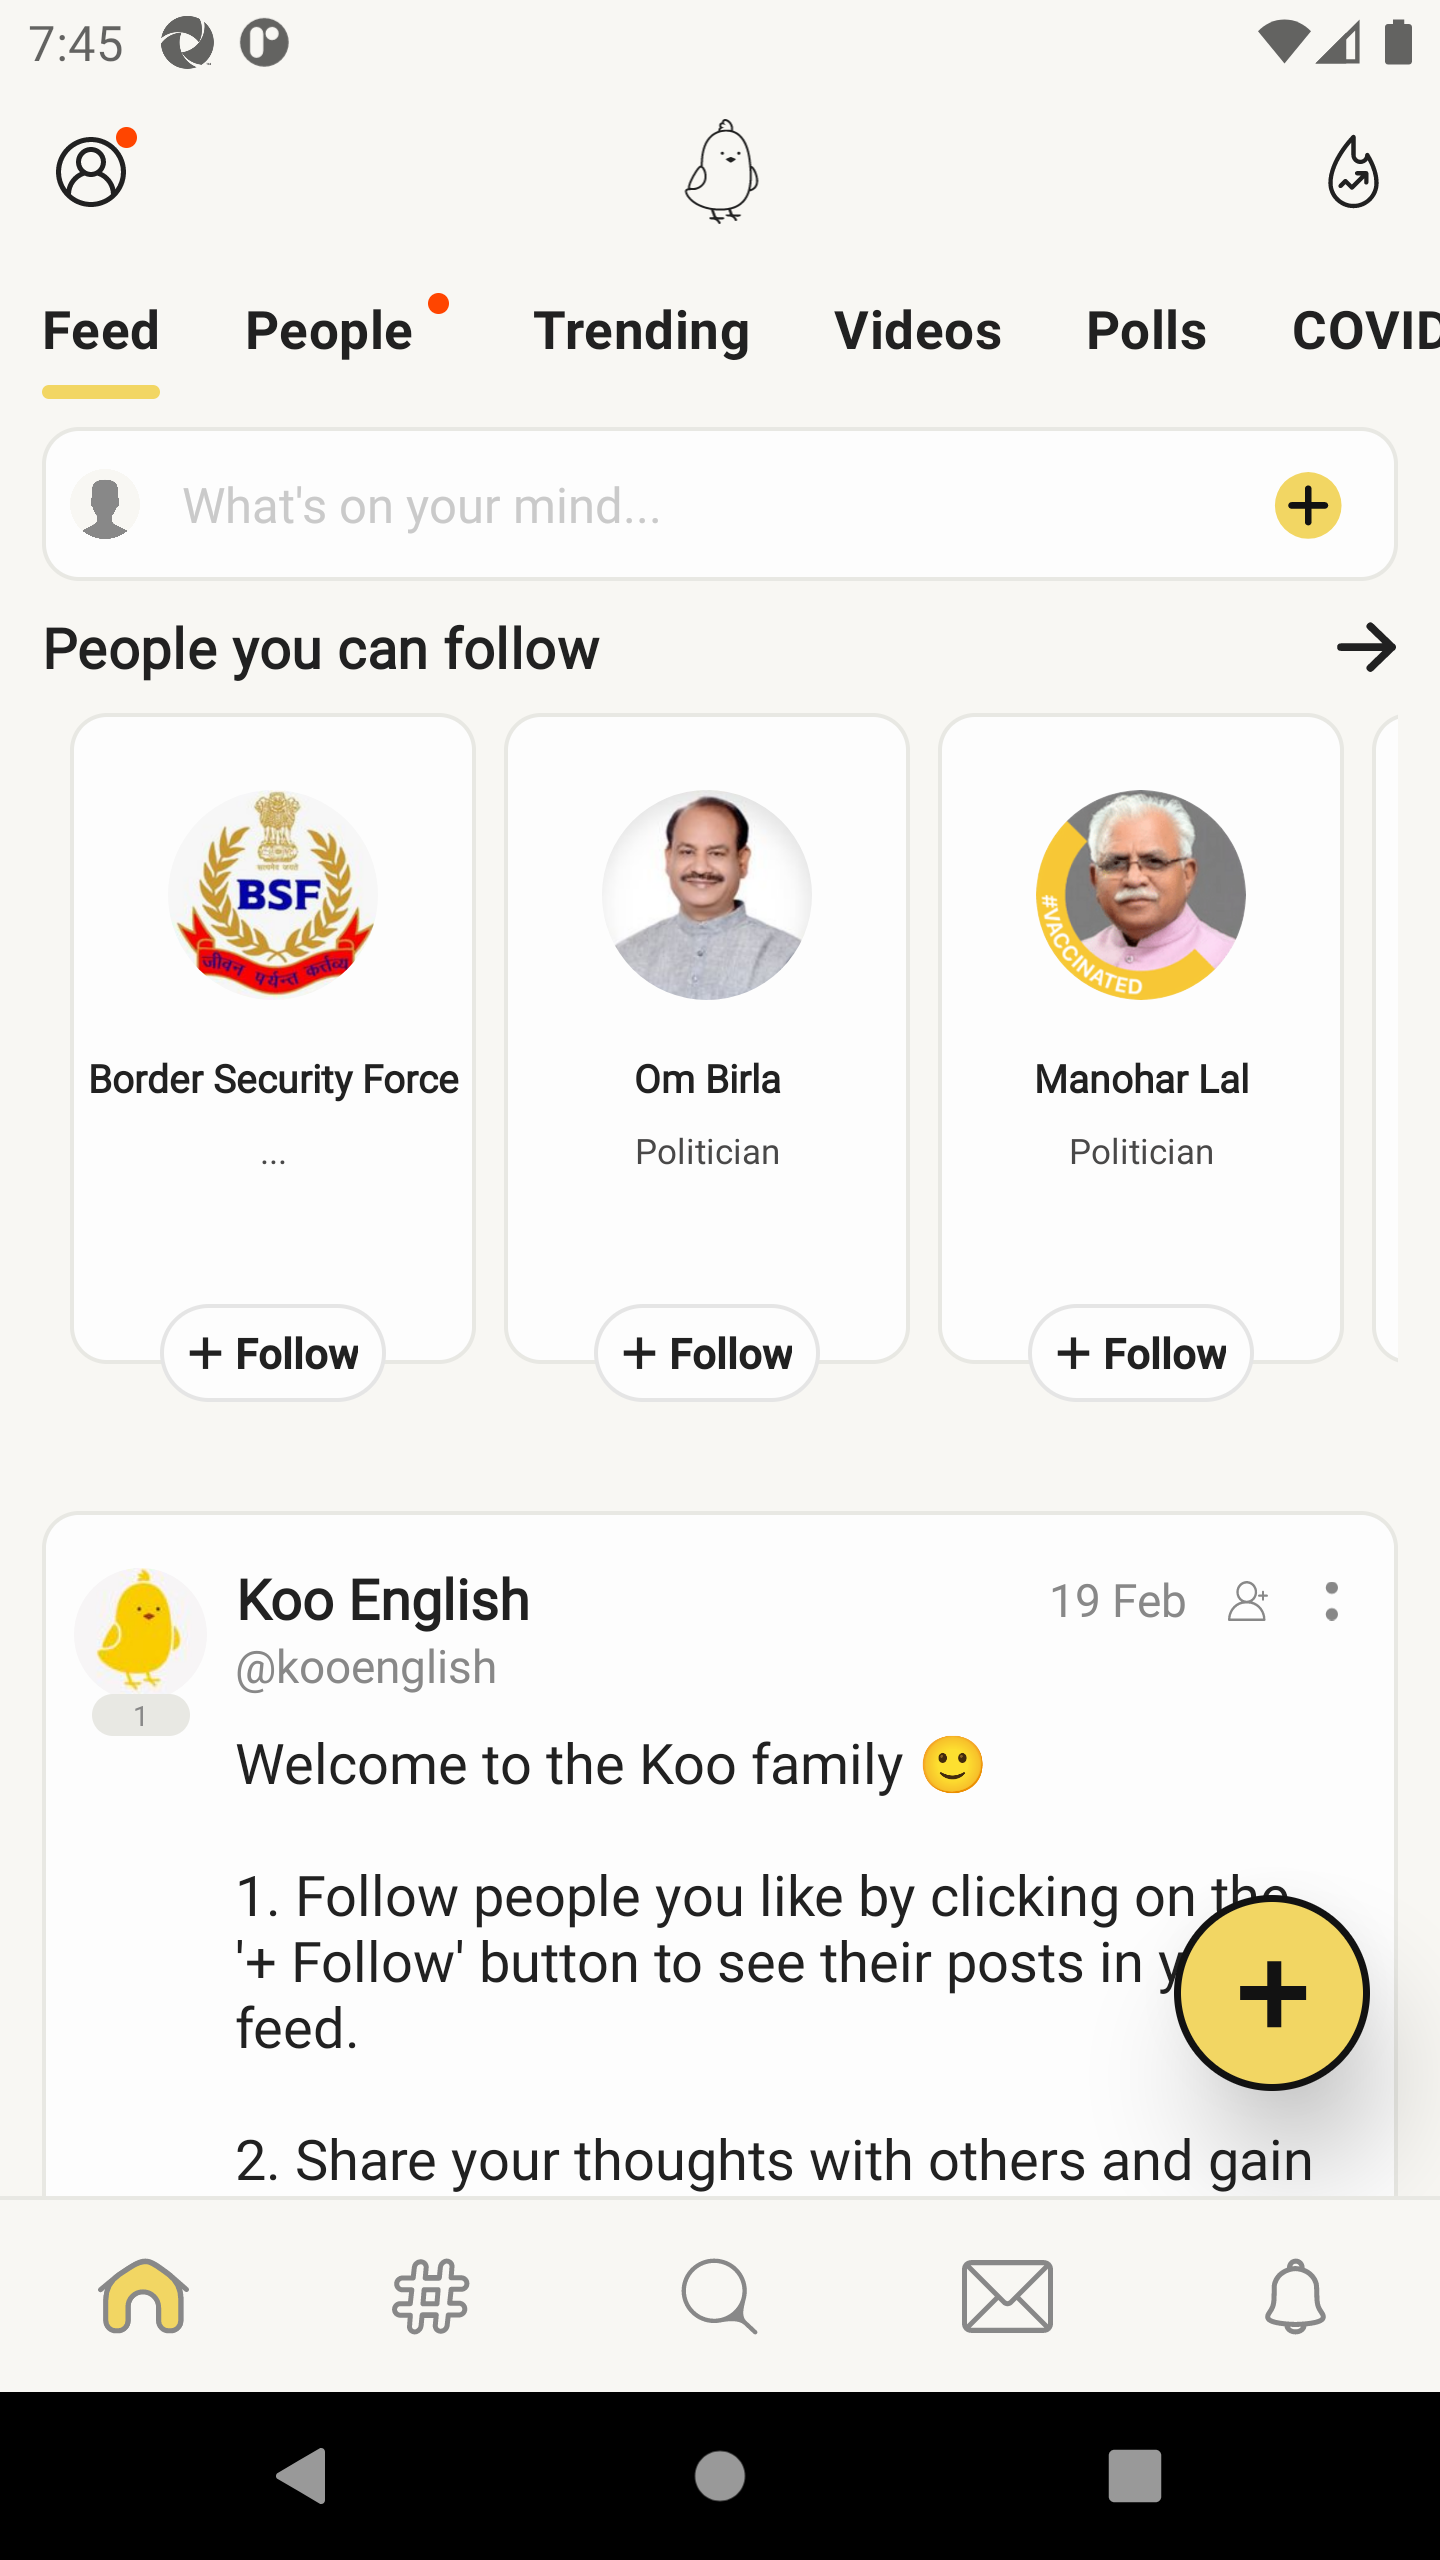 7:45
Feed People Trending Videos Polls COVID
What's on your mind...
People you can follow
BSF
जीवन पर्यन्त कर्त्तव्य
#VACCINATED
Border Security Force Om Birla Manohar Lal
... Politician Politician
+ Follow + Follow + Follow
Koo English 19 Feb
@kooenglish
1
Welcome to the Koo family 🙂
1. Follow people you like by clicking on the
'+ Follow' button to see their posts in
feed.
2. Share your thoughts with others and gain